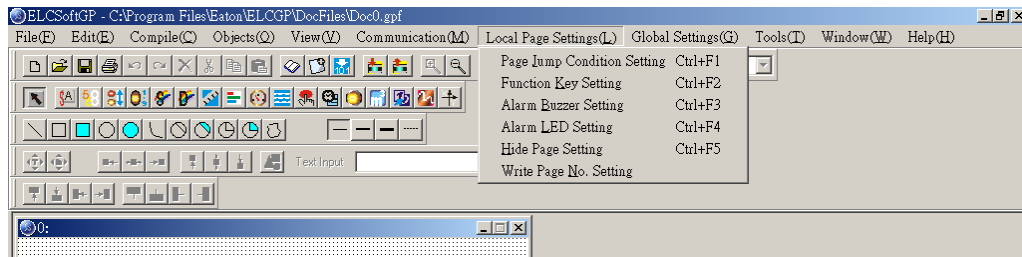 ELCSoftGP - C:\Program Files\Eaton\ELCGP\DocFiles\Doc0.gpf
File(F) Edit(E) Compile(C) Objects(O) View(V) Communication(M) Local Page Settings(L) Global Settings(G) Tools(T) Window(W) Help(H)
Page Jump Condition Setting Ctrl+F1
Function Key Setting Ctrl+F2
Alarm Buzzer Setting Ctrl+F3
Alarm LED Setting Ctrl+F4
Hide Page Setting Ctrl+F5
Write Page No. Setting
Text Input
0: